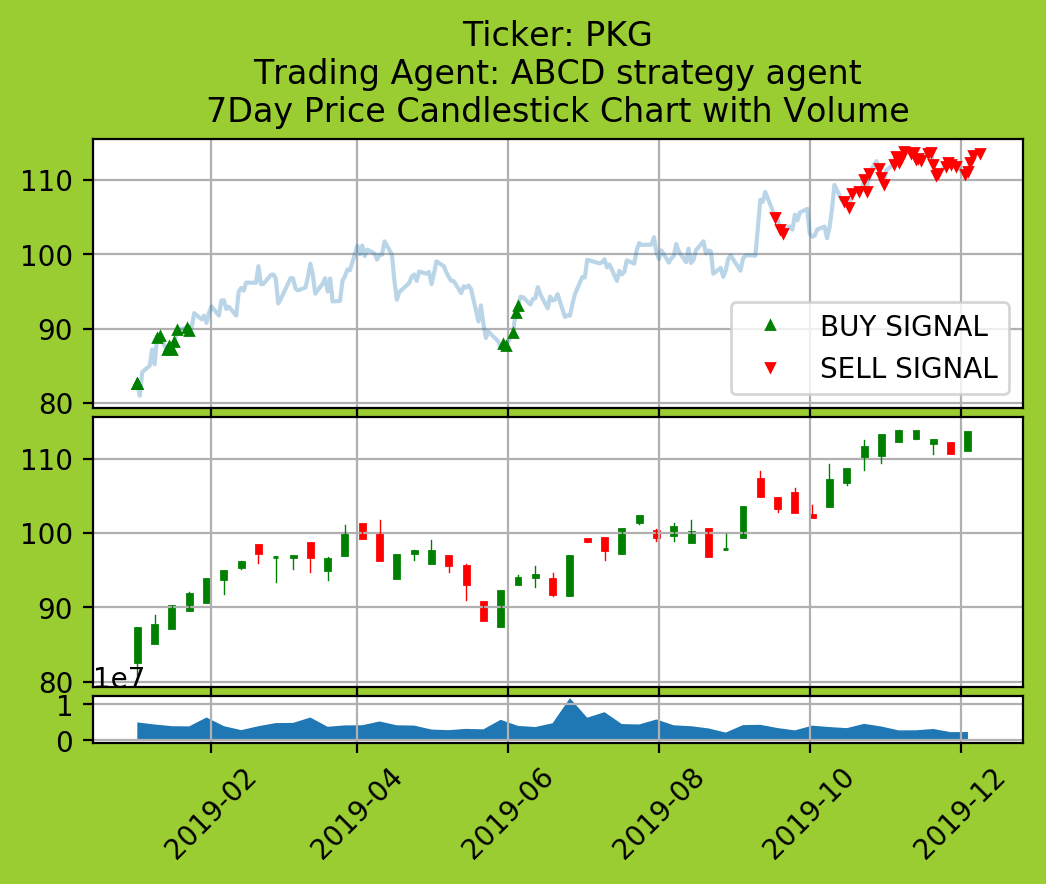 Ticker: PKG
Trading Agent: ABCD strategy agent
7Day Price Candlestick Chart with Volume
110
100
90
80
BUY SIGNAL
SELL SIGNAL
110
100
90
80
1e7
1
0
2019-02
2019-04
2019-06
2019-08
2019-10
2019-12